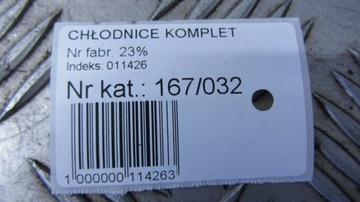 CHŁODNICE KOMPLET
Nr fabr. 23%
Indeks: 011426
Nr kat.: 167/032
1 000000 114263